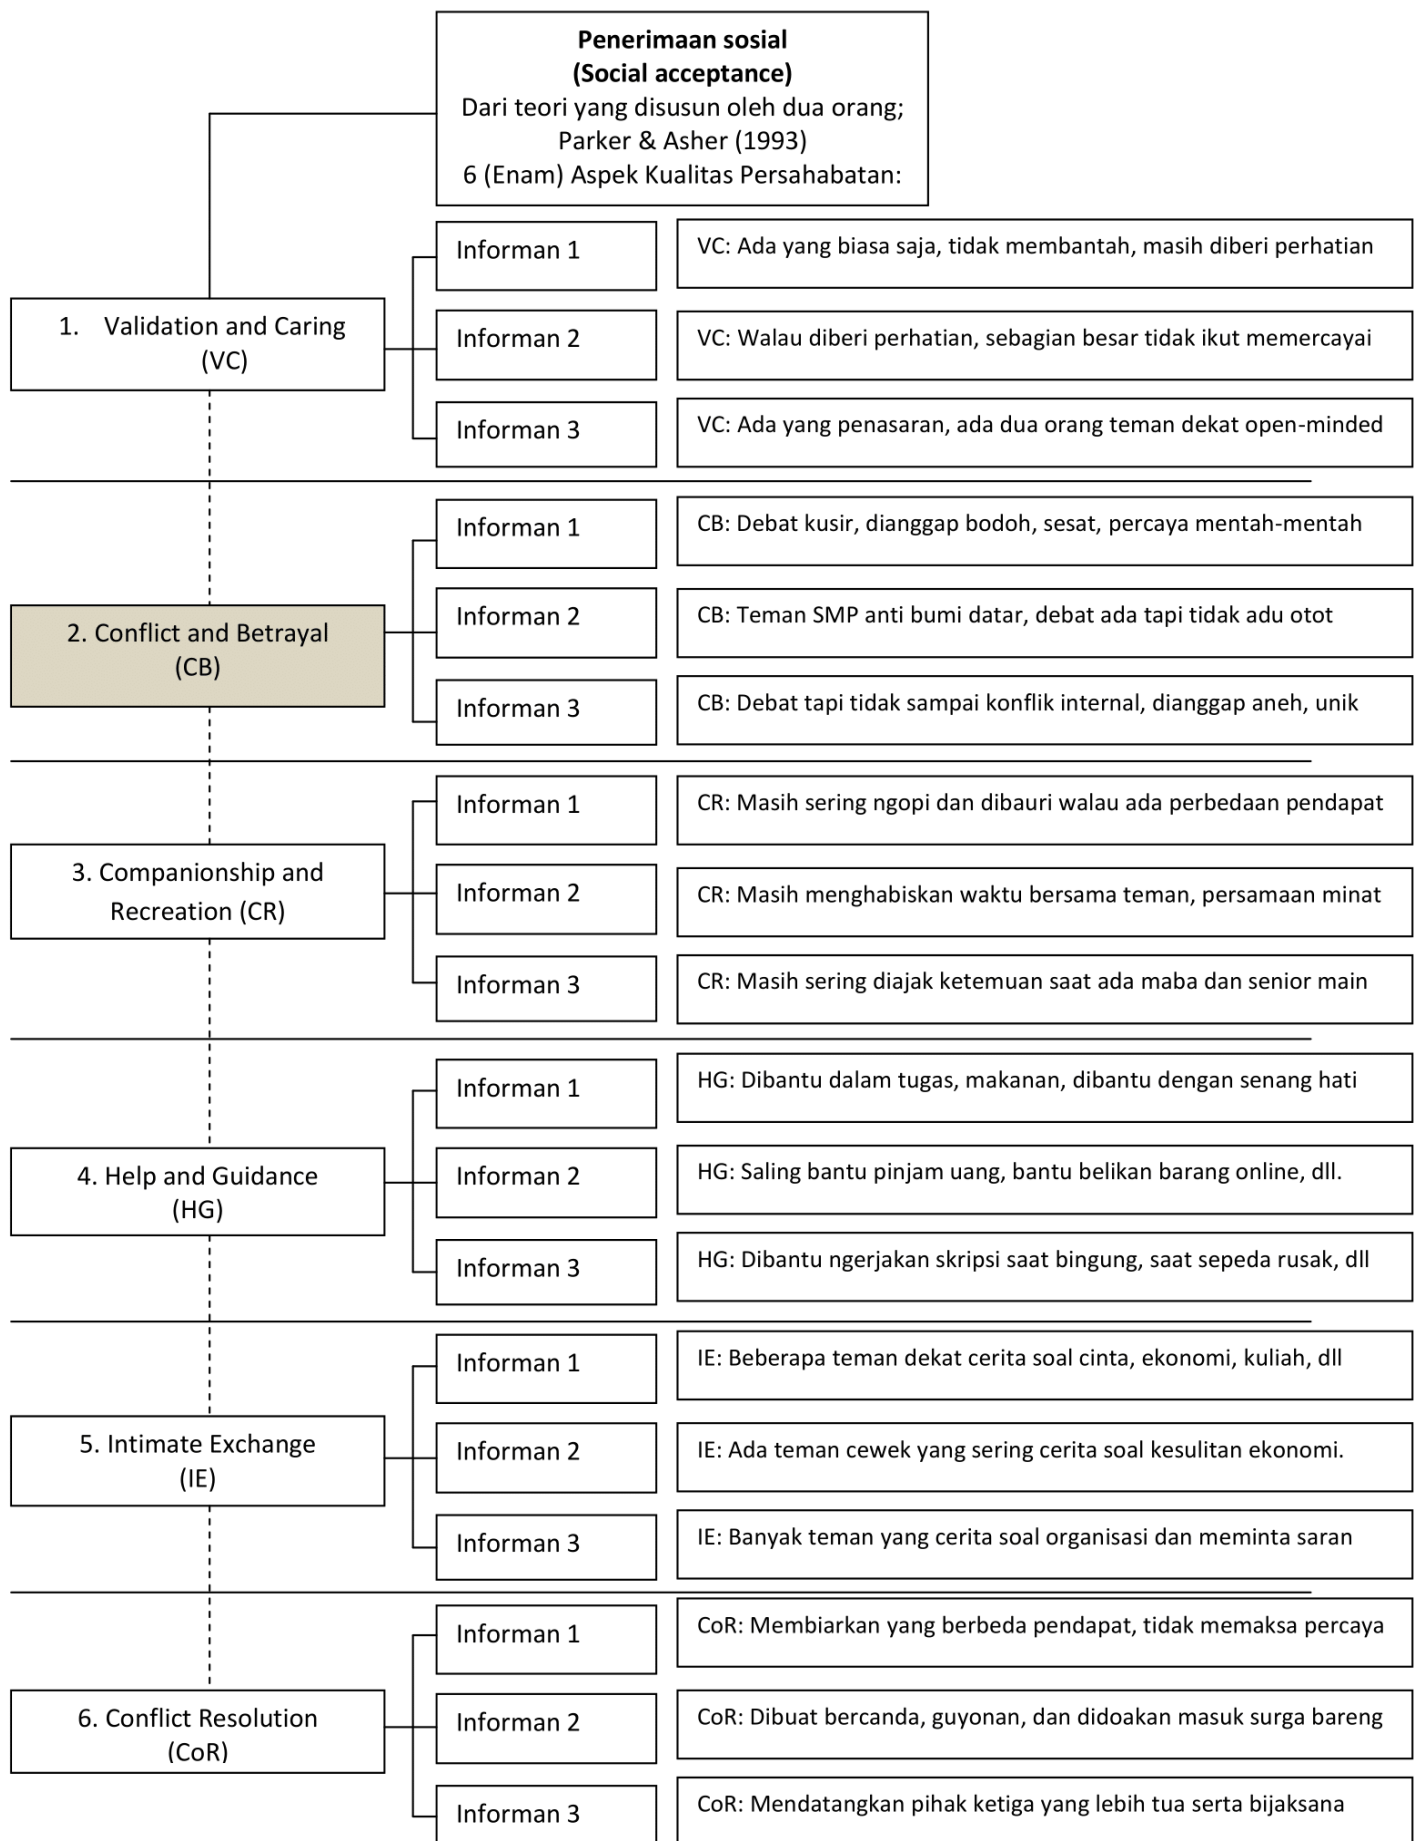 Penerimaan sosial
(Social acceptance)
Dari teori yang disusun oleh dua orang;
Parker & Asher (1993)
6 (Enam) Aspek Kualitas Persahabatan:
1. Validation and Caring
(VC)
Informan 1
VC: Ada yang biasa saja, tidak membantah, masih diberi perhatian
Informan 2
VC: Walau diberi perhatian, sebagian besar tidak ikut memercayai
Informan 3
VC: Ada yang penasaran, ada dua orang teman dekat open-minded
2. Conflict and Betrayal
(CB)
Informan 1
CB: Debat kusir, dianggap bodoh, sesat, percaya mentah-mentah
Informan 2
CB: Teman SMP anti bumi datar, debat ada tapi tidak adu otot
Informan 3
CB: Debat tapi tidak sampai konflik internal, dianggap aneh, unik
3. Companionship and
Recreation (CR)
Informan 1
CR: Masih sering ngopi dan dibauri walau ada perbedaan pendapat
Informan 2
CR: Masih menghabiskan waktu bersama teman, persamaan minat
Informan 3
CR: Masih sering diajak ketemuan saat ada maba dan senior main
4. Help and Guidance
(HG)
Informan 1
HG: Dibantu dalam tugas, makanan, dibantu dengan senang hati
Informan 2
HG: Saling bantu pinjam uang, bantu belikan barang online, dll.
Informan 3
HG: Dibantu ngerjakan skripsi saat bingung, saat sepeda rusak, dll
5. Intimate Exchange
(IE)
Informan 1
IE: Beberapa teman dekat cerita soal cinta, ekonomi, kuliah, dll
Informan 2
IE: Ada teman cewek yang sering cerita soal kesulitan ekonomi.
Informan 3
IE: Banyak teman yang cerita soal organisasi dan meminta saran
6. Conflict Resolution
(CoR)
Informan 1
CoR: Membiarkan yang berbeda pendapat, tidak memaksa percaya
Informan 2
CoR: Dibuat bercanda, guyonan, dan didoakan masuk surga bareng
Informan 3
CoR: Mendatangkan pihak ketiga yang lebih tua serta bijaksana